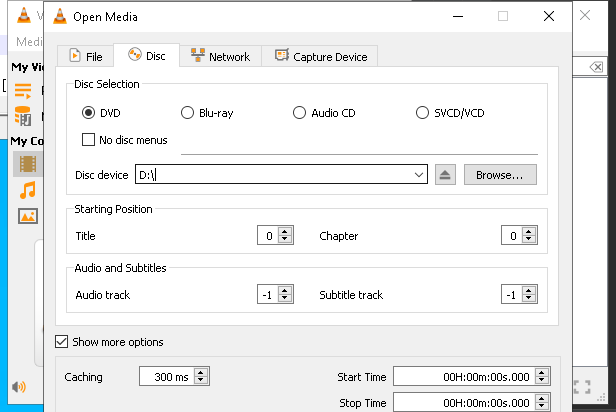 Open Media
Medi
File
Disc
Network
Capture Device
My Vi
My Co
Disc Selection
DVD
Blu-ray
Audio CD
SVCD/VCD
No disc menus
Disc device
D:\
Browse...
Starting Position
Title
0
Chapter
0
Audio and Subtitles
Audio track
-1
Subtitle track
-1
Show more options
Caching
300 ms
Start Time
00H:00m:00s.000
Stop Time
00H:00m:00s.000